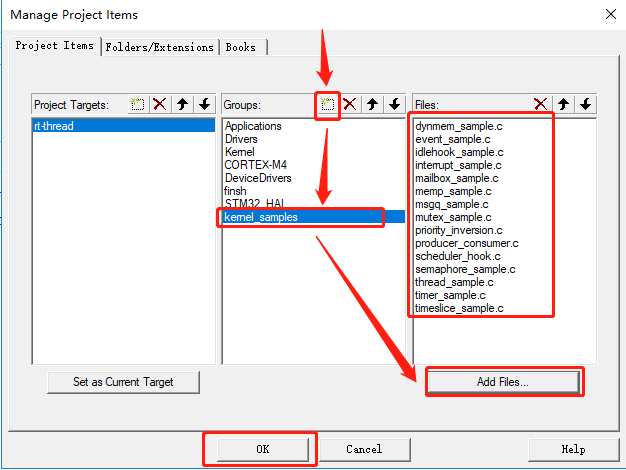 Manage Project Items
Project Items
Folders/Extensions
Books
Project Targets:
rt-thread
Set as Current Target
Groups:
Applications
Drivers
Kernel
CORTEX-M4
DeviceDrivers
finsh
STM32_HAL
kernel_samples
Files:
dynmem_sample.c
event_sample.c
idlehook_sample.c
interrupt_sample.c
mailbox_sample.c
memp_sample.c
msgq_sample.c
mutex_sample.c
priority_inversion.c
producer_consumer.c
scheduler_hook.c
semaphore_sample.c
thread_sample.c
timer_sample.c
timeslice_sample.c
Add Files...
OK
Cancel
Help